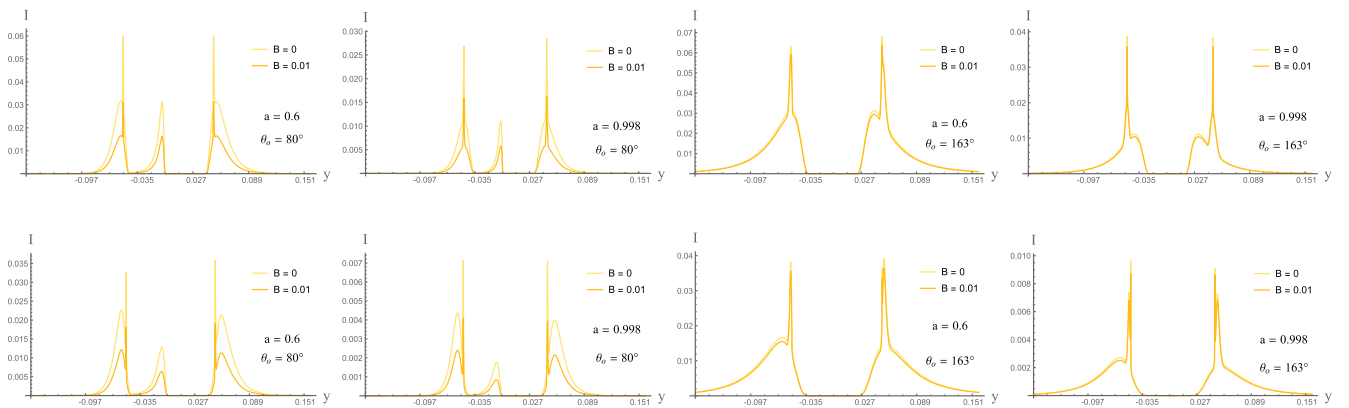 I
0.06
0.05
0.04
0.03
0.02
0.01
-0.097 -0.035 0.027 0.089 0.151 y
B = 0
B = 0.01
a = 0.6
θo = 80°
I
0.030
0.025
0.020
0.015
0.010
0.005
0.000
-0.097 -0.035 0.027 0.089 0.151 y
B = 0
B = 0.01
a = 0.998
θo = 80°
I
0.07
0.06
0.05
0.04
0.03
0.02
0.01
-0.097 -0.035 0.027 0.089 0.151 y
B = 0
B = 0.01
a = 0.6
θo = 163°
I
0.04
0.03
0.02
0.01
-0.097 -0.035 0.027 0.089 0.151 y
B = 0
B = 0.01
a = 0.998
θo = 163°
I
0.035
0.030
0.025
0.020
0.015
0.010
0.005
-0.097 -0.035 0.027 0.089 0.151 y
B = 0
B = 0.01
a = 0.6
θo = 80°
I
0.007
0.006
0.005
0.004
0.003
0.002
0.001
0.000
-0.097 -0.035 0.027 0.089 0.151 y
B = 0
B = 0.01
a = 0.998
θo = 80°
I
0.04
0.03
0.02
0.01
-0.097 -0.035 0.027 0.089 0.151 y
B = 0
B = 0.01
a = 0.6
θo = 163°
I
0.010
0.008
0.006
0.004
0.002
-0.097 -0.035 0.027 0.089 0.151 y
B = 0
B = 0.01
a = 0.998
θo = 163°